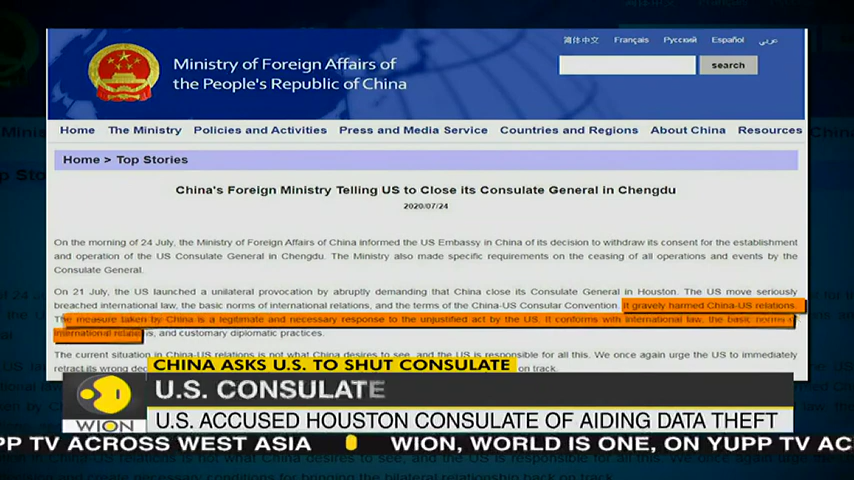 简体中文 Français Русский Español عربي
Ministry of Foreign Affairs of
the People's Republic of China
search
Home The Ministry Policies and Activities Press and Media Service Countries and Regions About China Resources
Home > Top Stories
China's Foreign Ministry Telling US to Close its Consulate General in Chengdu
2020/07/24
On the morning of 24 July, the Ministry of Foreign Affairs of China informed the US Embassy in China of its decision to withdraw its consent for the establishment
and operation of the US Consulate General in Chengdu. The Ministry also made specific requirements on the ceasing of all operations and events by the
Consulate General.
On 21 July, the US launched a unilateral provocation by abruptly demanding that China close its Consulate General in Houston. The US move seriously
breached international law, the basic norms of international relations, and the terms of the China-US Consular Convention. It gravely harmed China-US relations.
The measure taken by China is a legitimate and necessary response to the unjustified act by the US. It conforms with international law, the basic norms of
international relations, and customary diplomatic practices.
The current situation in China-US relations is not what China desires to see, and the US is responsible for all this. We once again urge the US to immediately
retract its wrong on track.
CHINA ASKS U.S. TO SHUT CONSULATE
U.S. CONSULATE
WION
U.S. ACCUSED HOUSTON CONSULATE OF AIDING DATA THEFT
PP TV ACROSS WEST ASIA WION, WORLD IS ONE, ON YUPP TV AC